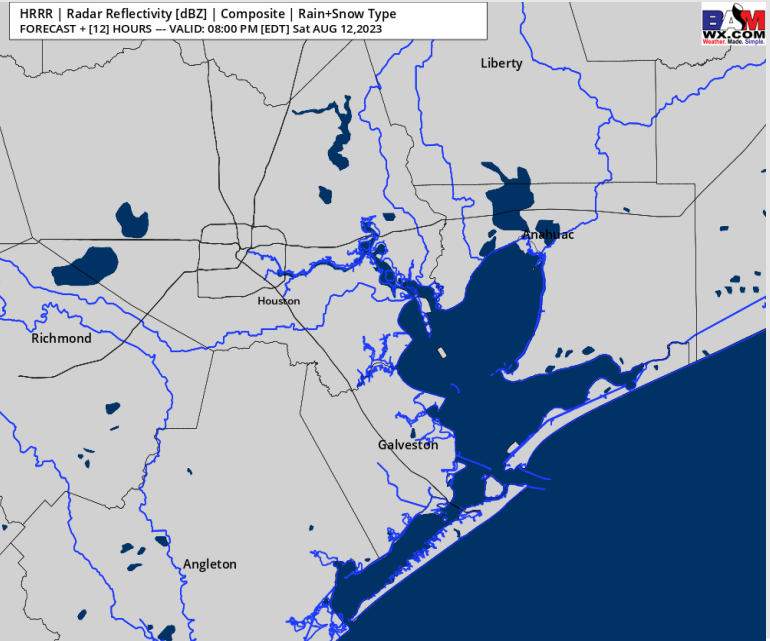 HRRR | Radar Reflectivity [dBZ] | Composite | Rain+Snow Type
FORECAST + [12] HOURS --- VALID: 08:00 PM [EDT] Sat AUG 12,2023
BAM
WX.COM
Weather. Made. Simple.
Liberty
Anahuac
Houston
Richmond
Galveston
Angleton